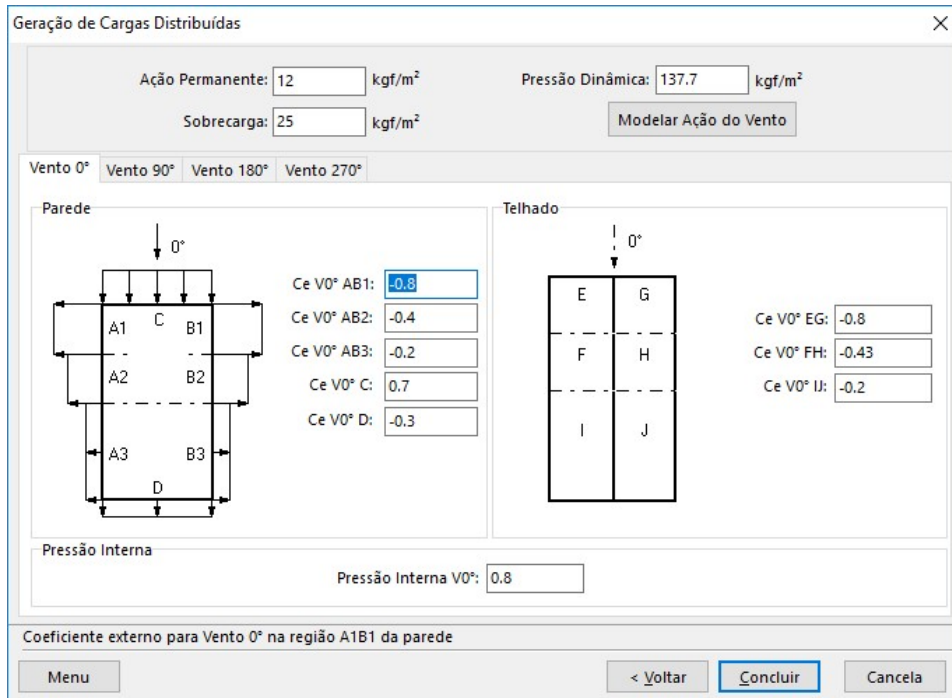 Geração de Cargas Distribuídas
Ação Permanente: 12 kgf/m² Pressão Dinâmica: 137.7 kgf/m²
Sobrecarga: 25 kgf/m² Modelar Ação do Vento
Vento 0° Vento 90° Vento 180° Vento 270°
Parede
0°
A1 C B1
A2 B2
A3 B3
D
Ce V0° AB1: -0.8
Ce V0° AB2: -0.4
Ce V0° AB3: -0.2
Ce V0° C: 0.7
Ce V0° D: -0.3
Telhado
0°
E G
F H
I J
Ce V0° EG: -0.8
Ce V0° FH: -0.43
Ce V0° IJ: -0.2
Pressão Interna
Pressão Interna V0°: 0.8
Coeficiente externo para Vento 0° na região A1B1 da parede
Menu < Voltar Concluir Cancela